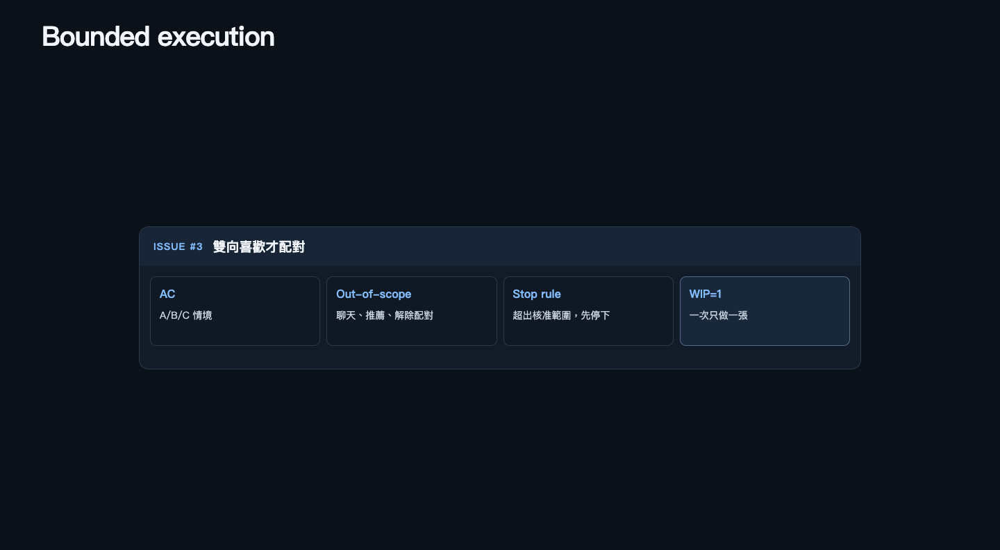 Bounded execution
ISSUE #3 雙向喜歡才配對
AC
A/B/C 情境
Out-of-scope
聊天、推薦、解除配對
Stop rule
超出核准範圍，先停下
WIP=1
一次只做一張